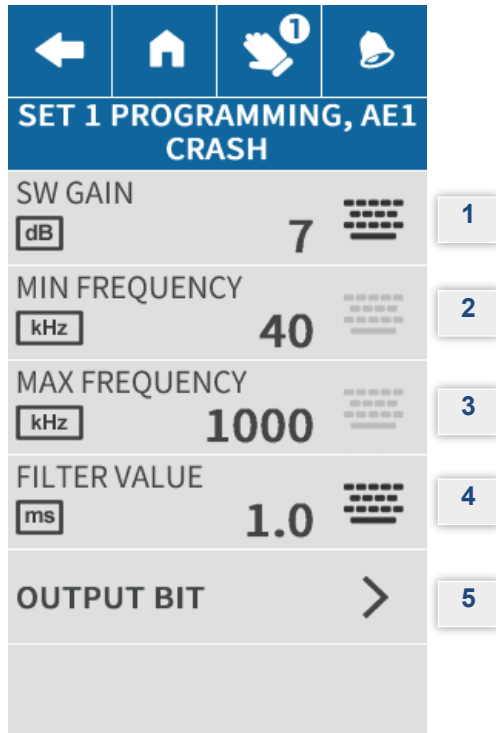 1
SET 1 PROGRAMMING, AE1
CRASH
SW GAIN
dB
7
1
MIN FREQUENCY
kHz
40
2
MAX FREQUENCY
kHz
1000
3
FILTER VALUE
ms
1.0
4
OUTPUT BIT
5